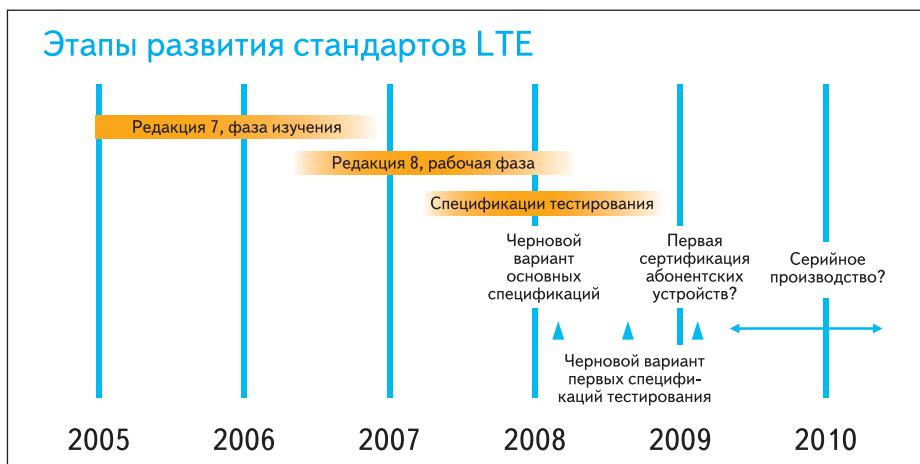 Этапы развития стандартов LTE
Редакция 7, фаза изучения
Редакция 8, рабочая фаза
Спецификации тестирования
Черновой
вариант
основных
спецификаций
Первая
сертификация
абонентских
устройств?
Серийное
производство?
Черновой вариант
первых специфи-
каций тестирования
2005
2006
2007
2008
2009
2010